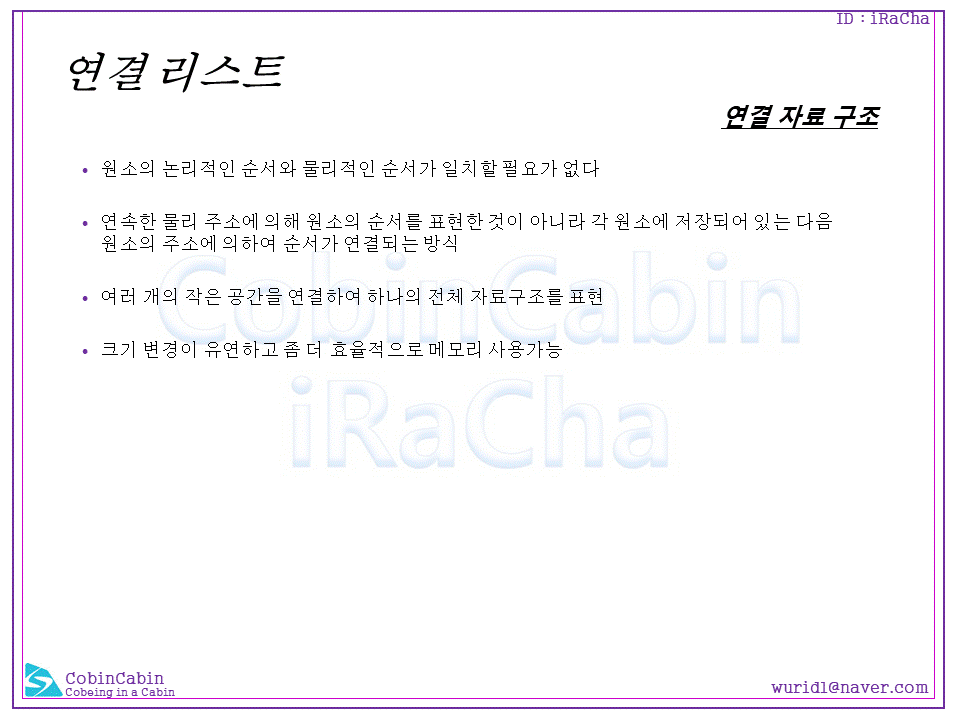 ID : iRaCha
연결 리스트
연결 자료 구조
• 원소의 논리적인 순서와 물리적인 순서가 일치할 필요가 없다
• 연속한 물리 주소에 의해 원소의 순서를 표현한 것이 아니라 각 원소에 저장되어 있는 다음
원소의 주소에 의하여 순서가 연결되는 방식
• 여러 개의 작은 공간을 연결하여 하나의 전체 자료구조를 표현
• 크기 변경이 유연하고 좀 더 효율적으로 메모리 사용가능
CobinCabin
iRaCha
CobinCabin
Cobeing in a Cabin
wurid1@naver.com